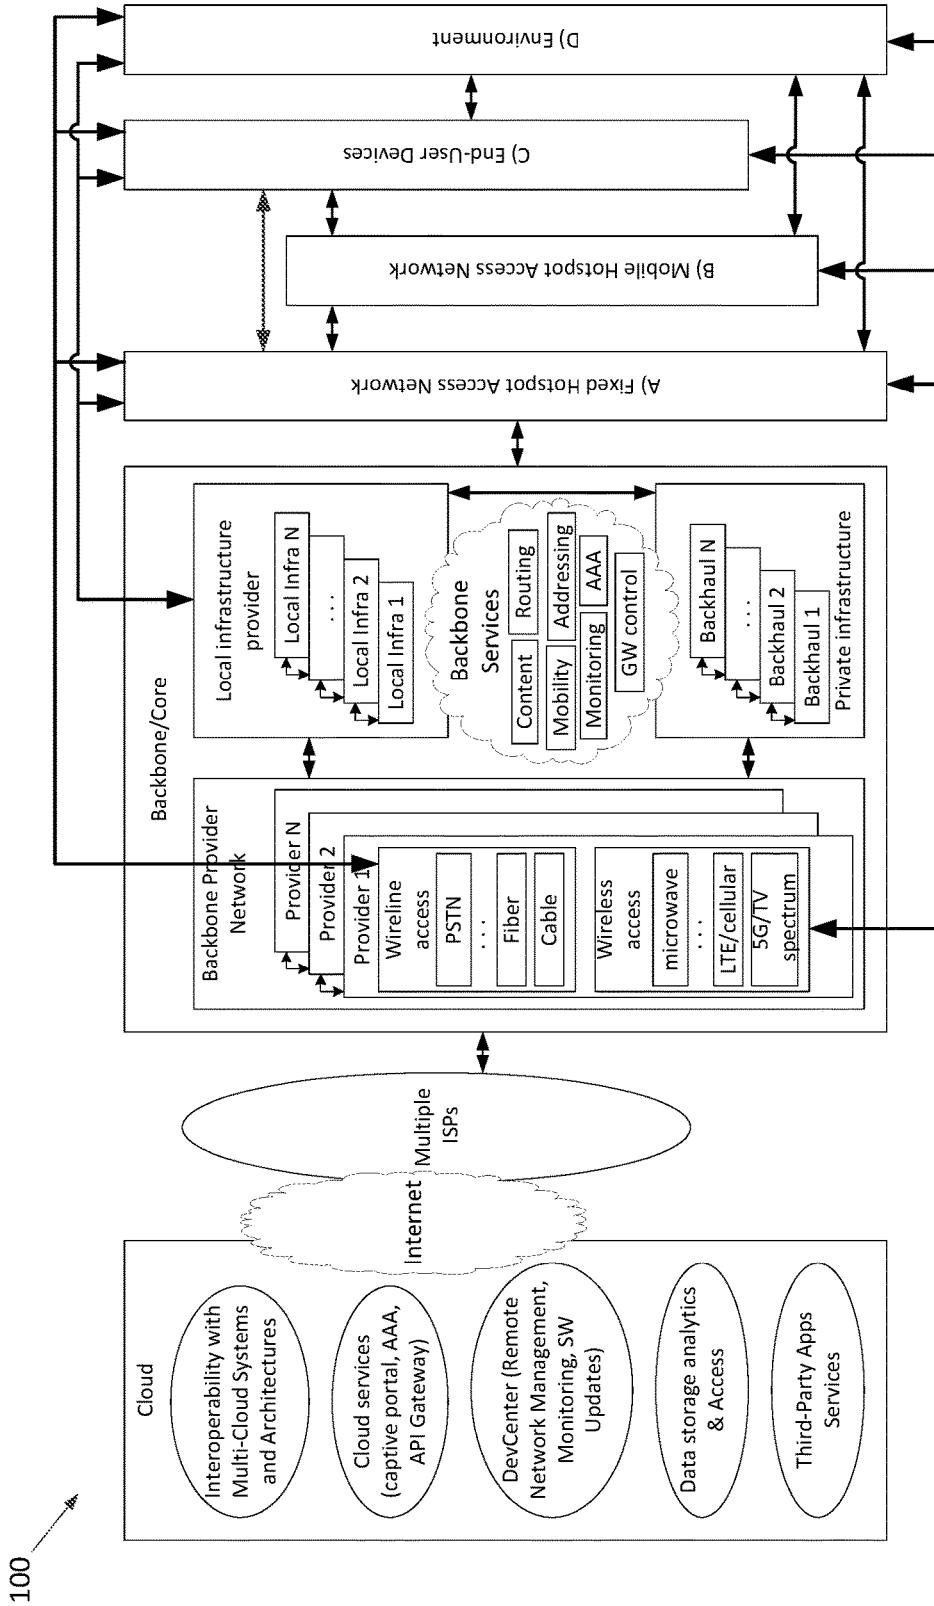 100
Cloud
Interoperability with
Multi-Cloud Systems
and Architectures
Cloud services
(captive portal, AAA,
API Gateway)
DevCenter (Remote
Network Management,
Monitoring, SW
Updates)
Data storage analytics
& Access
Third-Party Apps
Services
Internet
Multiple
ISPs
Backbone/Core
Backbone Provider
Network
Provider N
Provider 2
Provider 1
Wireline
access
PSTN
...
Fiber
Cable
Wireless
access
microwave
...
LTE/cellular
5G/TV
spectrum
Local infrastructure
provider
Local Infra N
...
Local Infra 2
Local Infra 1
Backbone
Services
Content
Routing
Mobility
Addressing
Monitoring
AAA
GW control
Backhaul N
...
Backhaul 2
Backhaul 1
Private infrastructure
A) Fixed Hotspot Access Network
B) Mobile Hotspot Access Network
C) End-User Devices
D) Environment